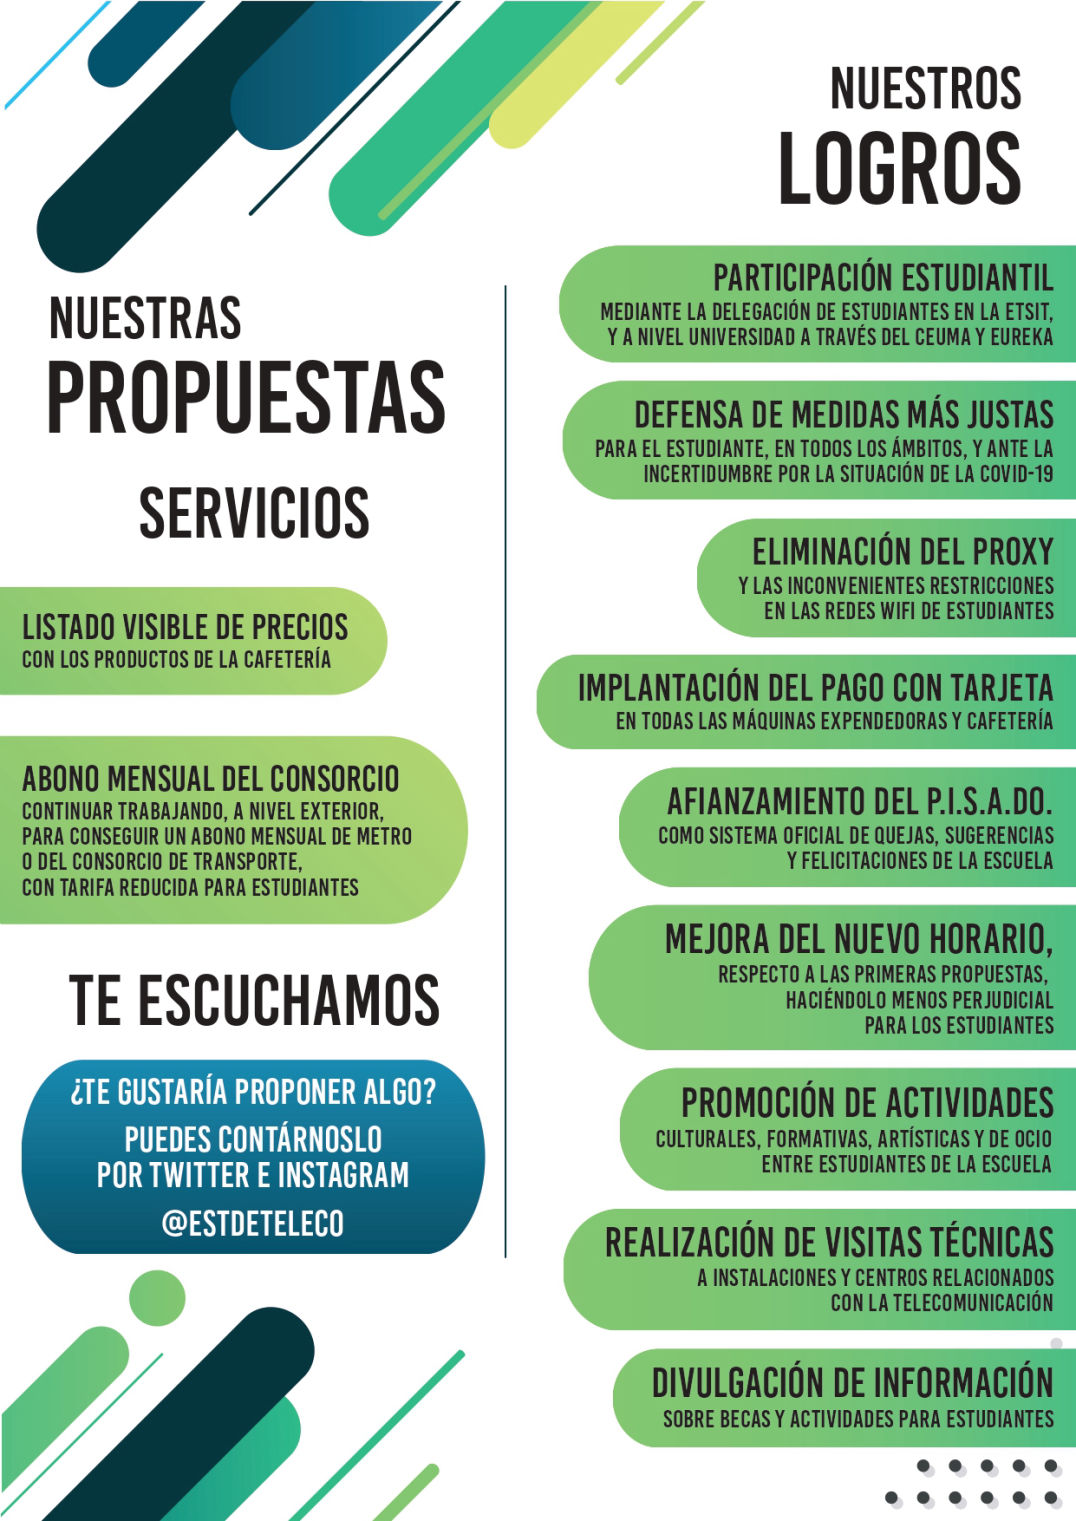 NUESTRAS
PROPUESTAS
SERVICIOS
LISTADO VISIBLE DE PRECIOS
CON LOS PRODUCTOS DE LA CAFETERÍA
ABONO MENSUAL DEL CONSORCIO
CONTINUAR TRABAJANDO, A NIVEL EXTERIOR,
PARA CONSEGUIR UN ABONO MENSUAL DE METRO
O DEL CONSORCIO DE TRANSPORTE,
CON TARIFA REDUCIDA PARA ESTUDIANTES
TE ESCUCHAMOS
¿TE GUSTARÍA PROPONER ALGO?
PUEDES CONTÁRNOSLO
POR TWITTER E INSTAGRAM
@ESTDETELECO
NUESTROS
LOGROS
PARTICIPACIÓN ESTUDIANTIL
MEDIANTE LA DELEGACIÓN DE ESTUDIANTES EN LA ETSIT,
Y A NIVEL UNIVERSIDAD A TRAVÉS DEL CEUMA Y EUREKA
DEFENSA DE MEDIDAS MÁS JUSTAS
PARA EL ESTUDIANTE, EN TODOS LOS ÁMBITOS, Y ANTE LA
INCERTIDUMBRE POR LA SITUACIÓN DE LA COVID-19
ELIMINACIÓN DEL PROXY
Y LAS INCONVENIENTES RESTRICCIONES
EN LAS REDES WIFI DE ESTUDIANTES
IMPLANTACIÓN DEL PAGO CON TARJETA
EN TODAS LAS MÁQUINAS EXPENDEDORAS Y CAFETERÍA
AFIANZAMIENTO DEL P.I.S.A.DO.
COMO SISTEMA OFICIAL DE QUEJAS, SUGERENCIAS
Y FELICITACIONES DE LA ESCUELA
MEJORA DEL NUEVO HORARIO,
RESPECTO A LAS PRIMERAS PROPUESTAS,
HACIÉNDOLO MENOS PERJUDICIAL
PARA LOS ESTUDIANTES
PROMOCIÓN DE ACTIVIDADES
CULTURALES, FORMATIVAS, ARTÍSTICAS Y DE OCIO
ENTRE ESTUDIANTES DE LA ESCUELA
REALIZACIÓN DE VISITAS TÉCNICAS
A INSTALACIONES Y CENTROS RELACIONADOS
CON LA TELECOMUNICACIÓN
DIVULGACIÓN DE INFORMACIÓN
SOBRE BECAS Y ACTIVIDADES PARA ESTUDIANTES